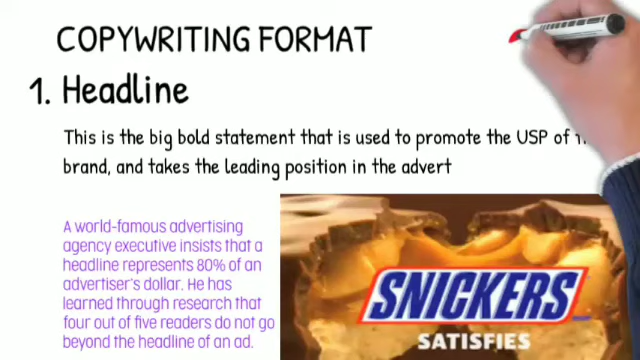 COPYWRITING FORMAT
1. Headline
This is the big bold statement that is used to promote the USP of
brand, and takes the leading position in the advert
A world-famous advertising
agency executive insists that a
headline represents 80% of an
advertiser's dollar. He has
learned through research that
four out of five readers do not go
beyond the headline of an ad.
SNICKERS
SATISFIES